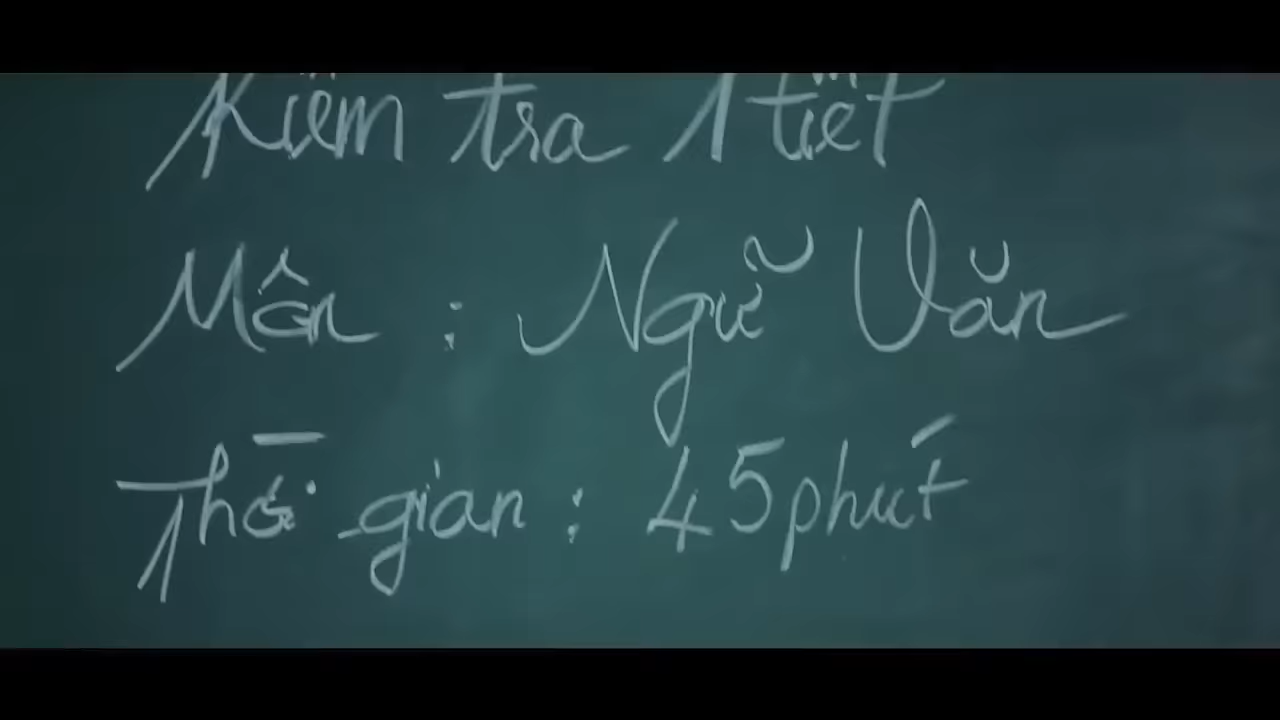 Kiểm tra 1 tiết
Môn : Ngữ Văn
Thời gian : 45 phút